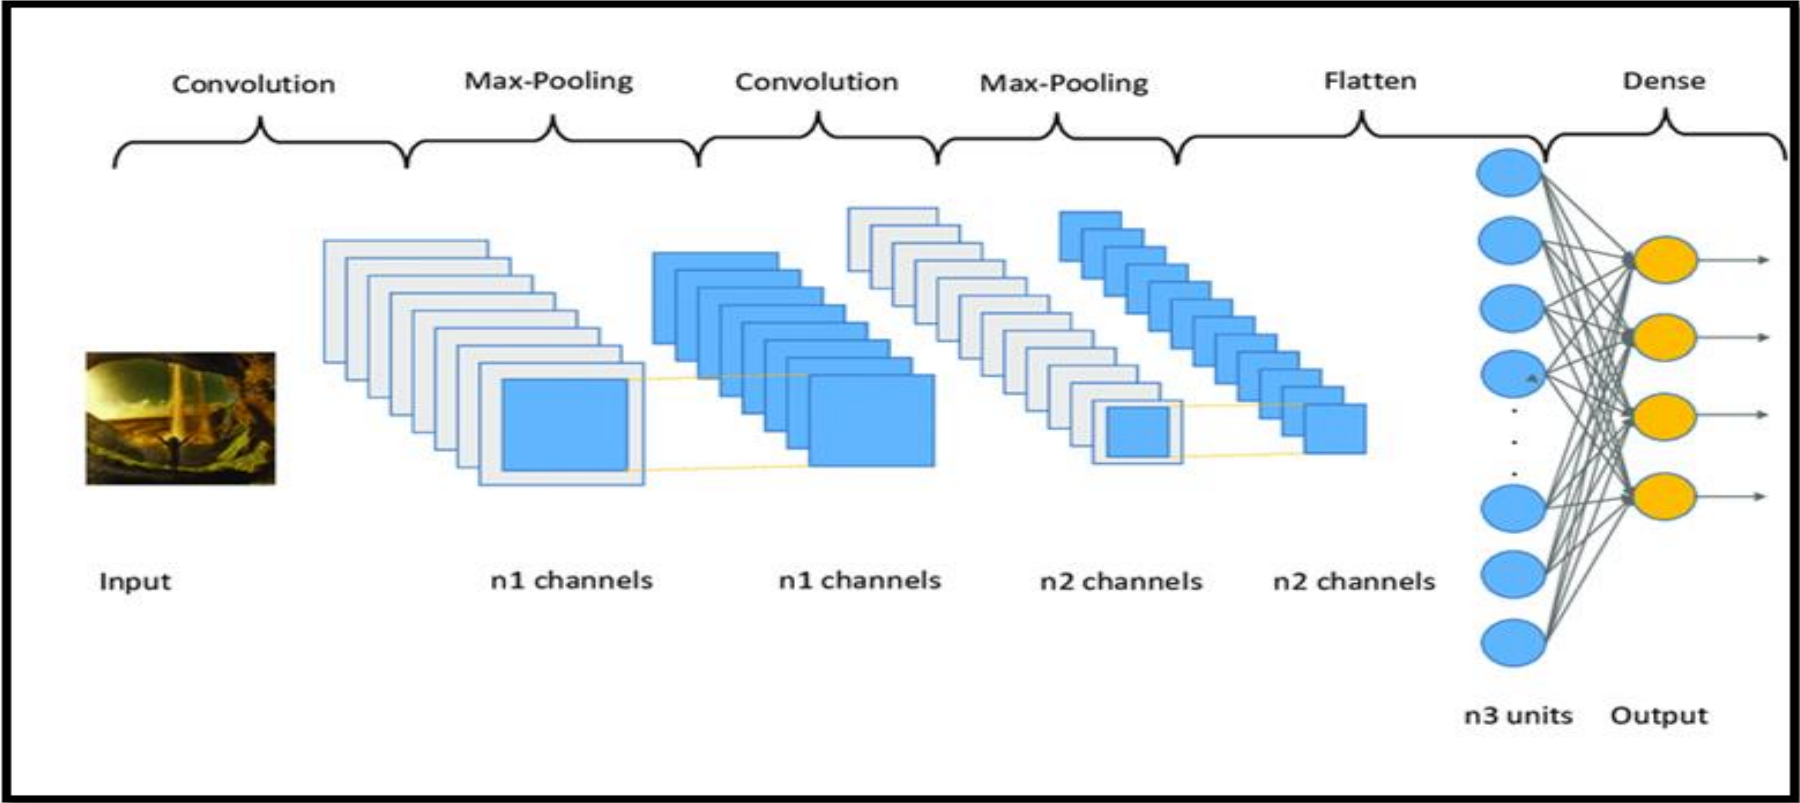 Convolution
Max-Pooling
Convolution
Max-Pooling
Flatten
Dense
Input
n1 channels
n1 channels
n2 channels
n2 channels
n3 units
Output